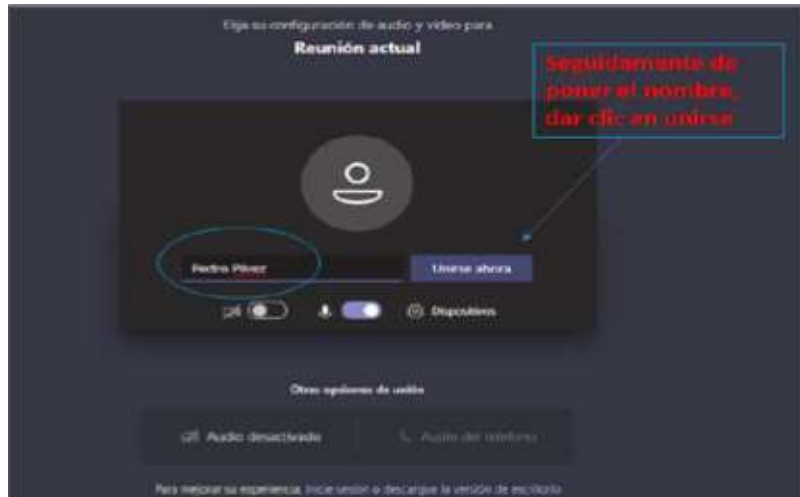 Elija su configuración de audio y vídeo para
Reunión actual
Seguidamente de
poner el nombre,
dar clic en unirse
Pedro Pérez
Unirse ahora
Dispositivos
Otras opciones de unión
Audio desactivado
Audio del teléfono
Para mejorar su experiencia, inicie sesión o descargue la versión de escritorio